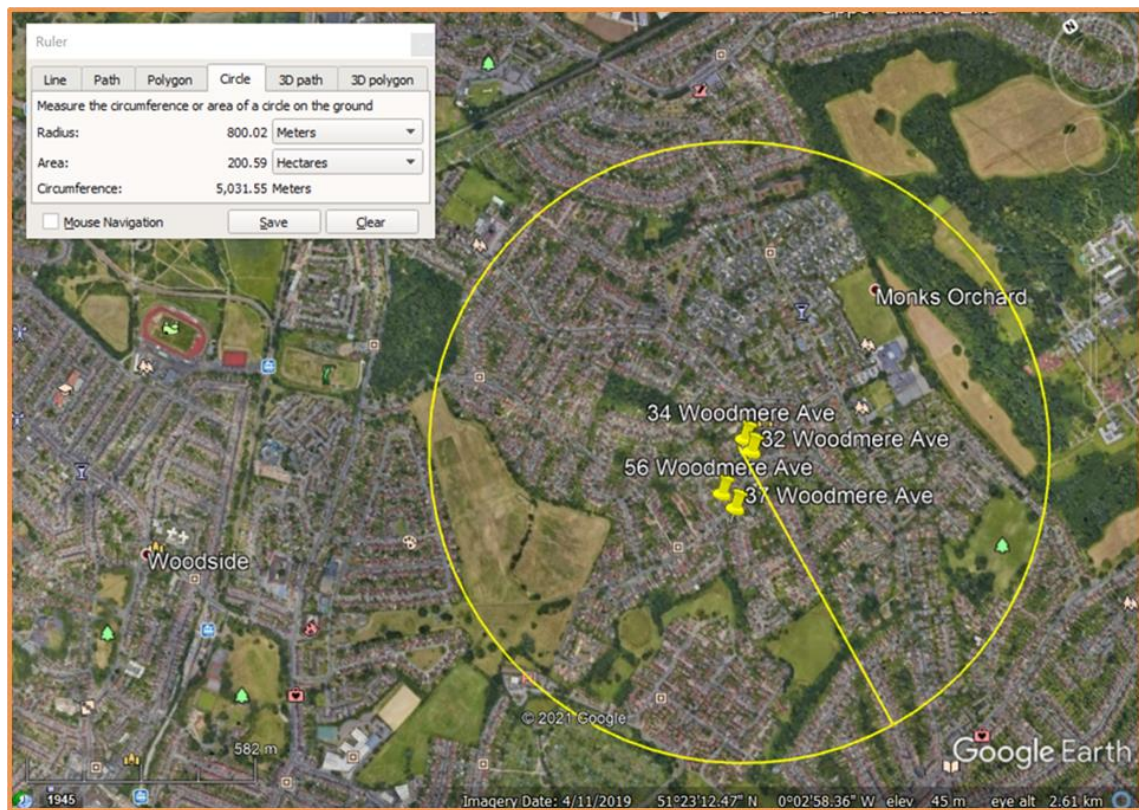 Ruler
Line Path Polygon Circle 3D path 3D polygon
Measure the circumference or area of a circle on the ground
Radius: 800.02 Meters
Area: 200.59 Hectares
Circumference: 5,031.55 Meters
Mouse Navigation Save Clear
N
Monks Orchard
34 Woodmere Ave
32 Woodmere Ave
56 Woodmere Ave
37 Woodmere Ave
Woodside
© 2021 Google
582 m
Google Earth
1945
Imagery Date: 4/11/2019 51°23'12.47" N 0°02'58.36" W elev 45 m eye alt 2.61 km